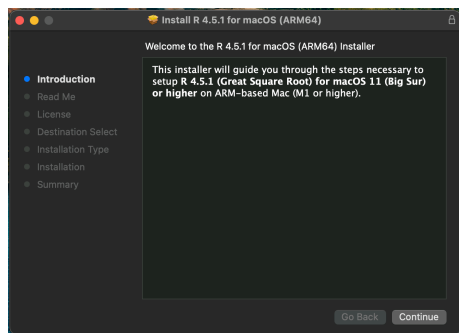 Install R 4.5.1 for macOS (ARM64)
Welcome to the R 4.5.1 for macOS (ARM64) Installer
Introduction
Read Me
License
Destination Select
Installation Type
Installation
Summary
This installer will guide you through the steps necessary to
setup R 4.5.1 (Great Square Root) for macOS 11 (Big Sur)
or higher on ARM-based Mac (M1 or higher).
Go Back
Continue